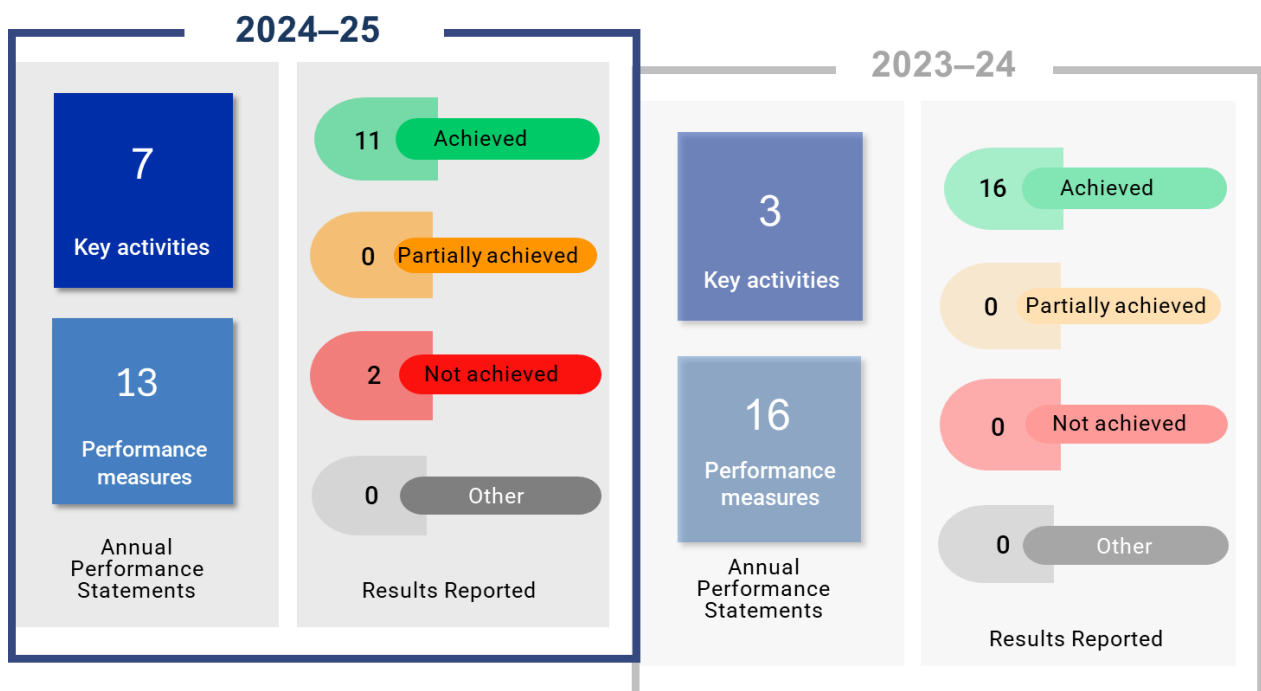 2024–25
7
Key activities
13
Performance
measures
Annual
Performance
Statements
11 Achieved
0 Partially achieved
2 Not achieved
0 Other
Results Reported
2023–24
3
Key activities
16
Performance
measures
Annual
Performance
Statements
16 Achieved
0 Partially achieved
0 Not achieved
0 Other
Results Reported